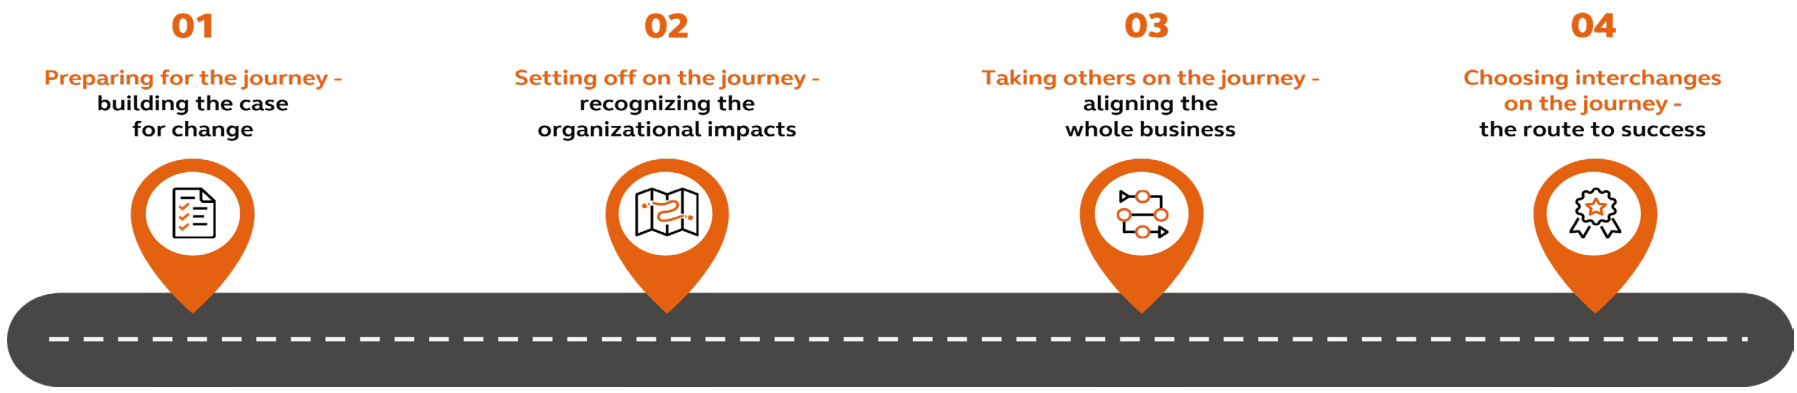 01
Preparing for the journey -
building the case
for change
02
Setting off on the journey -
recognizing the
organizational impacts
03
Taking others on the journey -
aligning the
whole business
04
Choosing interchanges
on the journey -
the route to success